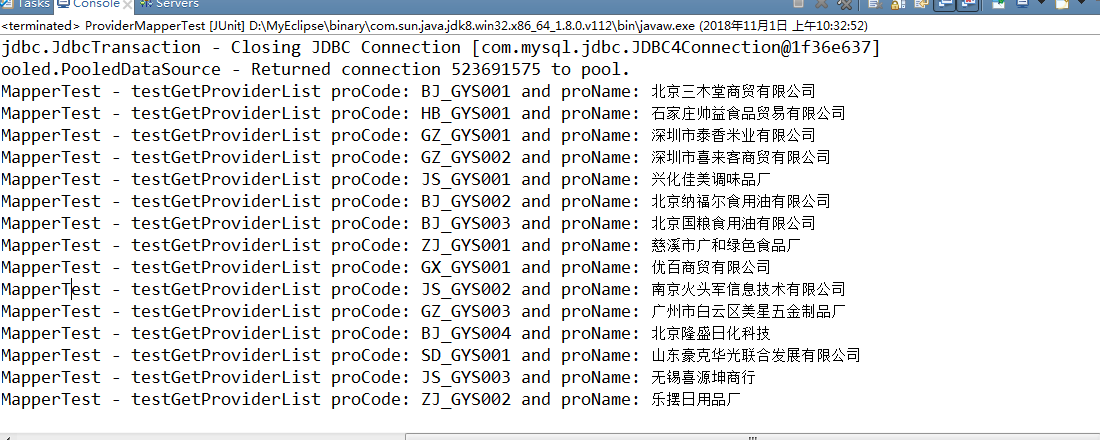 Tasks Console Servers
<terminated> ProviderMapperTest [JUnit] D:\MyEclipse\binary\com.sun.java.jdk8.win32.x86_64_1.8.0.v112\bin\javaw.exe (2018年11月1日 上午10:32:52)
jdbc.JdbcTransaction - Closing JDBC Connection [com.mysql.jdbc.JDBC4Connection@1f36e637]
ooled.PooledDataSource - Returned connection 523691575 to pool.
MapperTest - testGetProviderList proCode: BJ_GYS001 and proName: 北京三木堂商贸有限公司
MapperTest - testGetProviderList proCode: HB_GYS001 and proName: 石家庄帅益食品贸易有限公司
MapperTest - testGetProviderList proCode: GZ_GYS001 and proName: 深圳市泰香米业有限公司
MapperTest - testGetProviderList proCode: GZ_GYS002 and proName: 深圳市喜来客商贸有限公司
MapperTest - testGetProviderList proCode: JS_GYS001 and proName: 兴化佳美调味品厂
MapperTest - testGetProviderList proCode: BJ_GYS002 and proName: 北京纳福尔食用油有限公司
MapperTest - testGetProviderList proCode: BJ_GYS003 and proName: 北京国粮食用油有限公司
MapperTest - testGetProviderList proCode: ZJ_GYS001 and proName: 慈溪市广和绿色食品厂
MapperTest - testGetProviderList proCode: GX_GYS001 and proName: 优百商贸有限公司
MapperTest - testGetProviderList proCode: JS_GYS002 and proName: 南京火头军信息技术有限公司
MapperTest - testGetProviderList proCode: GZ_GYS003 and proName: 广州市白云区美星五金制品厂
MapperTest - testGetProviderList proCode: BJ_GYS004 and proName: 北京隆盛日化科技
MapperTest - testGetProviderList proCode: SD_GYS001 and proName: 山东豪克华光联合发展有限公司
MapperTest - testGetProviderList proCode: JS_GYS003 and proName: 无锡喜源坤商行
MapperTest - testGetProviderList proCode: ZJ_GYS002 and proName: 乐摆日用品厂